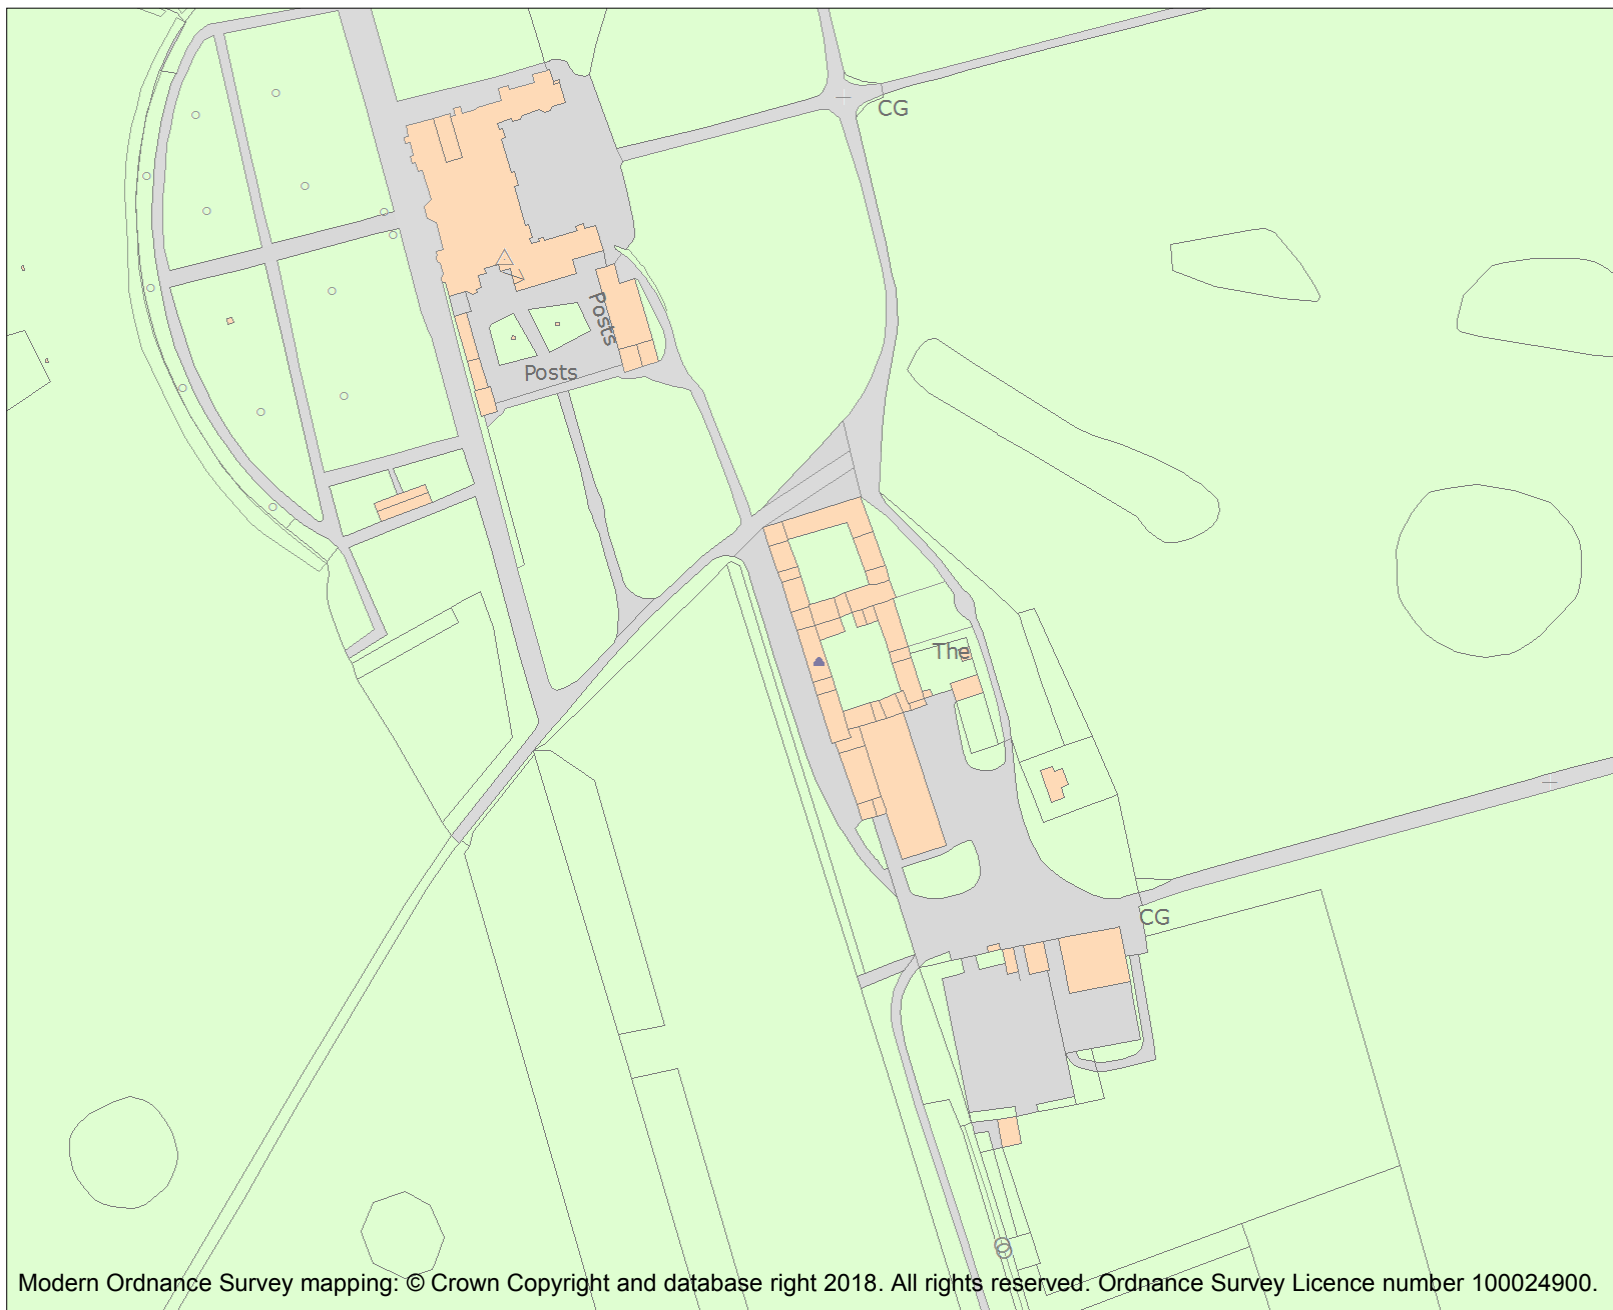 CG
Posts
Posts
The
CG
Modern Ordnance Survey mapping: © Crown Copyright and database right 2018. All rights reserved. Ordnance Survey Licence number 100024900.